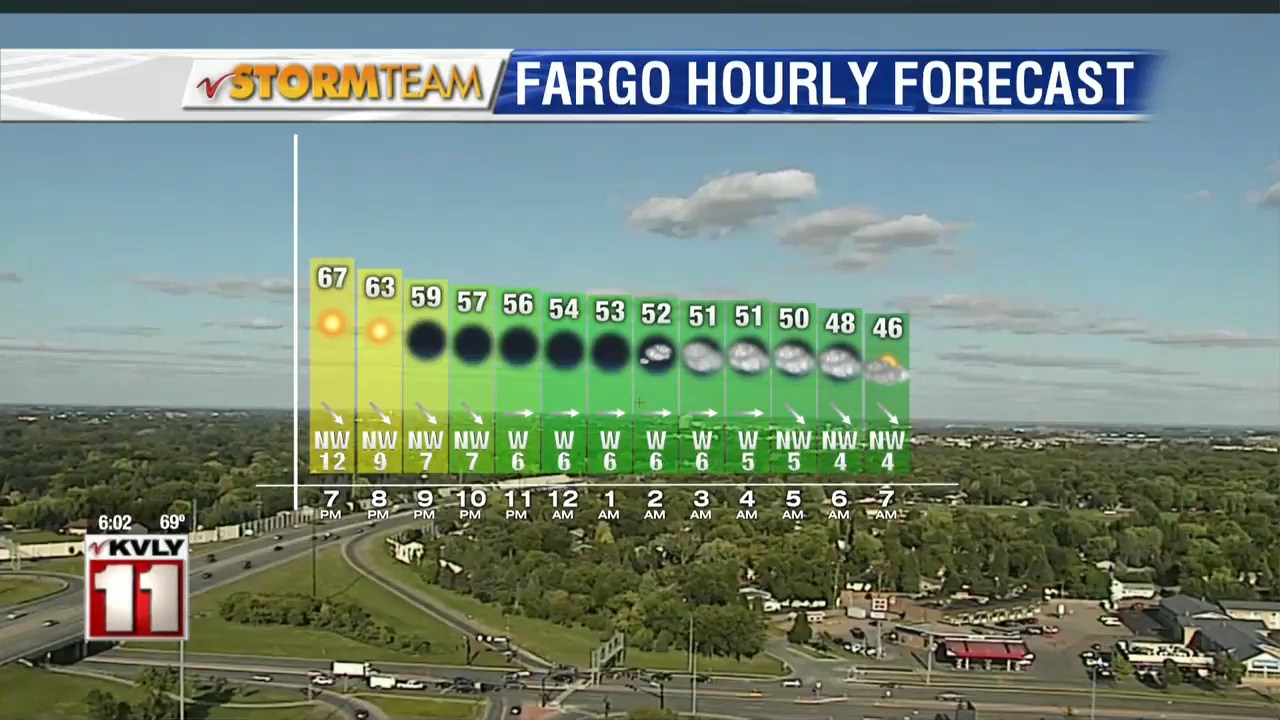 STORMTEAM FARGO HOURLY FORECAST
67 63 59 57 56 54 53 52 51 51 50 48 46
NW NW NW NW W W W W W W NW NW NW
12 9 7 7 6 6 6 6 6 5 5 4 4
7 8 9 10 11 12 1 2 3 4 5 6 7
PM PM PM PM PM AM AM AM AM AM AM AM AM
6:02 69º
KVLY
11